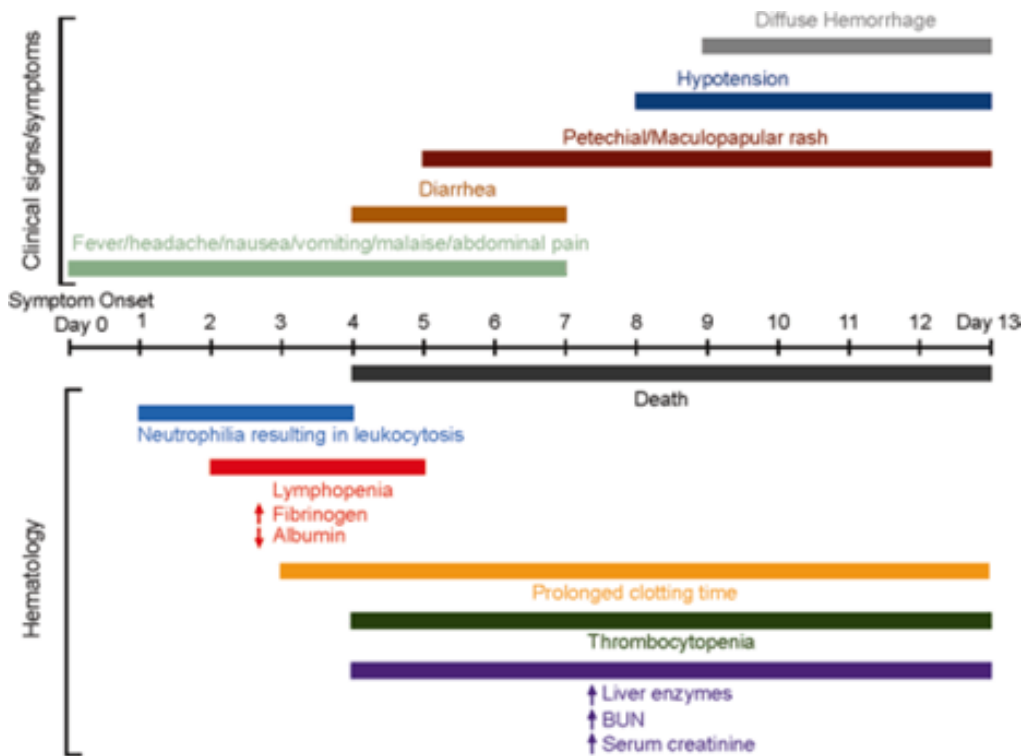 Diffuse Hemorrhage
Hypotension
Petechial/Maculopapular rash
Diarrhea
Fever/headache/nausea/vomiting/malaise/abdominal pain
Clinical signs/symptoms
Symptom Onset
Day 0 1 2 3 4 5 6 7 8 9 10 11 12 Day 13
Death
Neutrophilia resulting in leukocytosis
Lymphopenia
↑ Fibrinogen
↓ Albumin
Prolonged clotting time
Thrombocytopenia
↑ Liver enzymes
↑ BUN
↑ Serum creatinine
Hematology